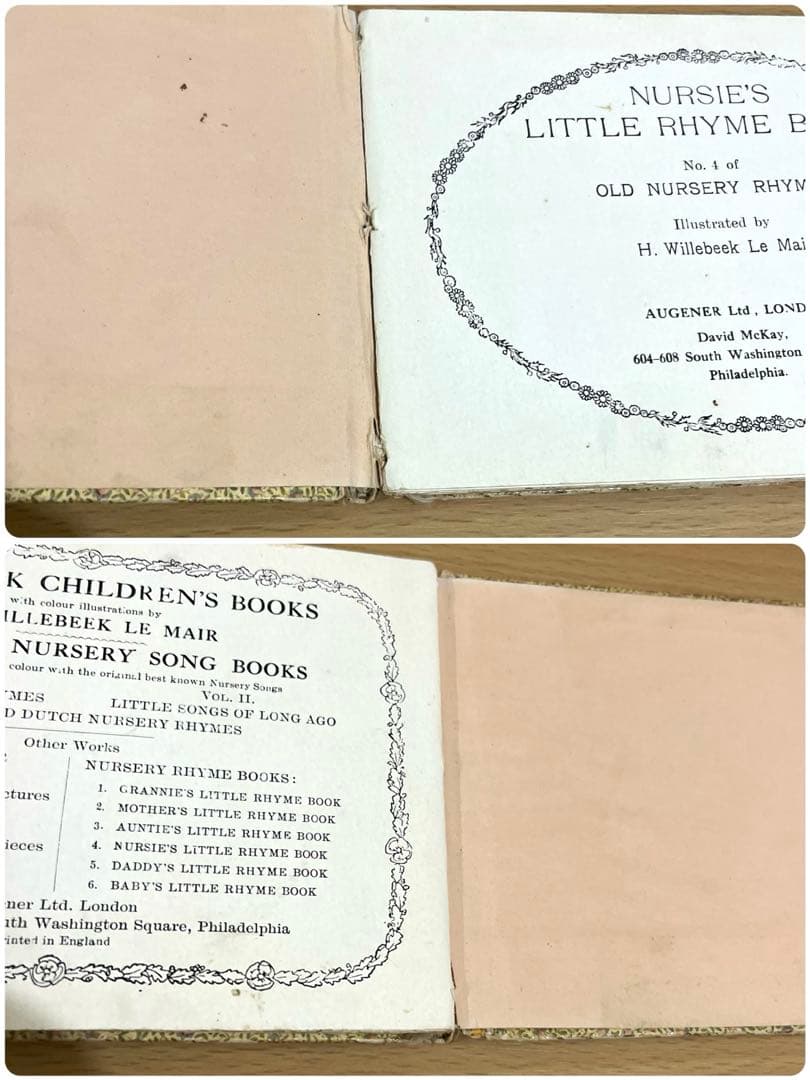 NURSIE'S
LITTLE RHYME B
No. 4 of
OLD NURSERY RHYM
Illustrated by
H. Willebeek Le Mai
AUGENER Ltd, LOND
David McKay,
604–608 South Washington
Philadelphia.
K CHILDREN'S BOOKS
with colour illustrations by
ILLEBEEK LE MAIR
NURSERY SONG BOOKS
colour with the original best known Nursery Songs
VOL. II.
YMES LITTLE SONGS OF LONG AGO
D DUTCH NURSERY RHYMES
Other Works
NURSERY RHYME BOOKS:
1. GRANNIE'S LITTLE RHYME BOOK
ctures 2. MOTHER'S LITTLE RHYME BOOK
3. AUNTIE'S LITTLE RHYME BOOK
ieces 4. NURSIE'S LITTLE RHYME BOOK
5. DADDY'S LITTLE RHYME BOOK
6. BABY'S LITTLE RHYME BOOK
ner Ltd. London
uth Washington Square, Philadelphia
rinted in England